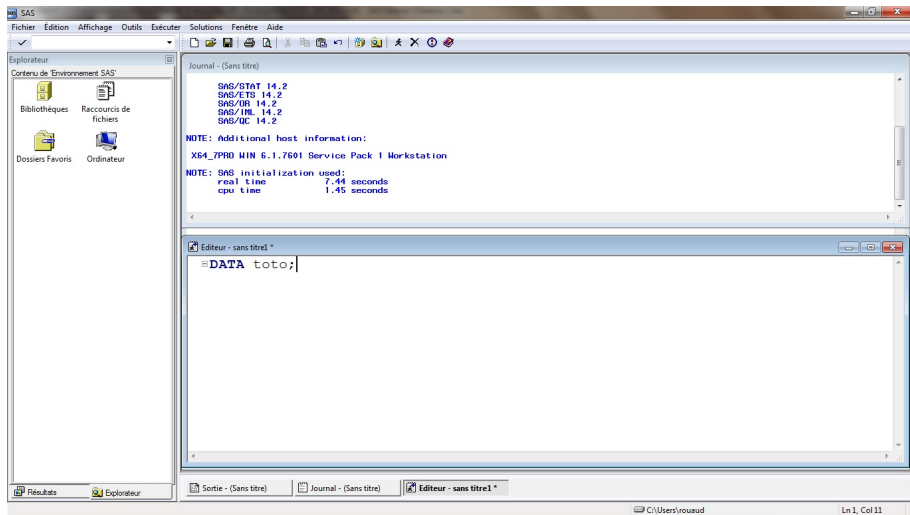 SAS
Fichier Édition Affichage Outils Exécuter Solutions Fenêtre Aide
Explorateur
Contenu de 'Environnement SAS'
Bibliothèques
Raccourcis de fichiers
Dossiers Favoris
Ordinateur
Résultats
Explorateur
Journal - (Sans titre)
SAS/STAT 14.2
SAS/ETS 14.2
SAS/OR 14.2
SAS/IML 14.2
SAS/QC 14.2
NOTE: Additional host information:
X64_7PRO WIN 6.1.7601 Service Pack 1 Workstation
NOTE: SAS initialization used:
real time 7.44 seconds
cpu time 1.45 seconds
Editeur - sans titre1 *
DATA toto;
Sortie - (Sans titre)
Journal - (Sans titre)
Editeur - sans titre1 *
C:\Users\rouaud
Ln 1, Col 11